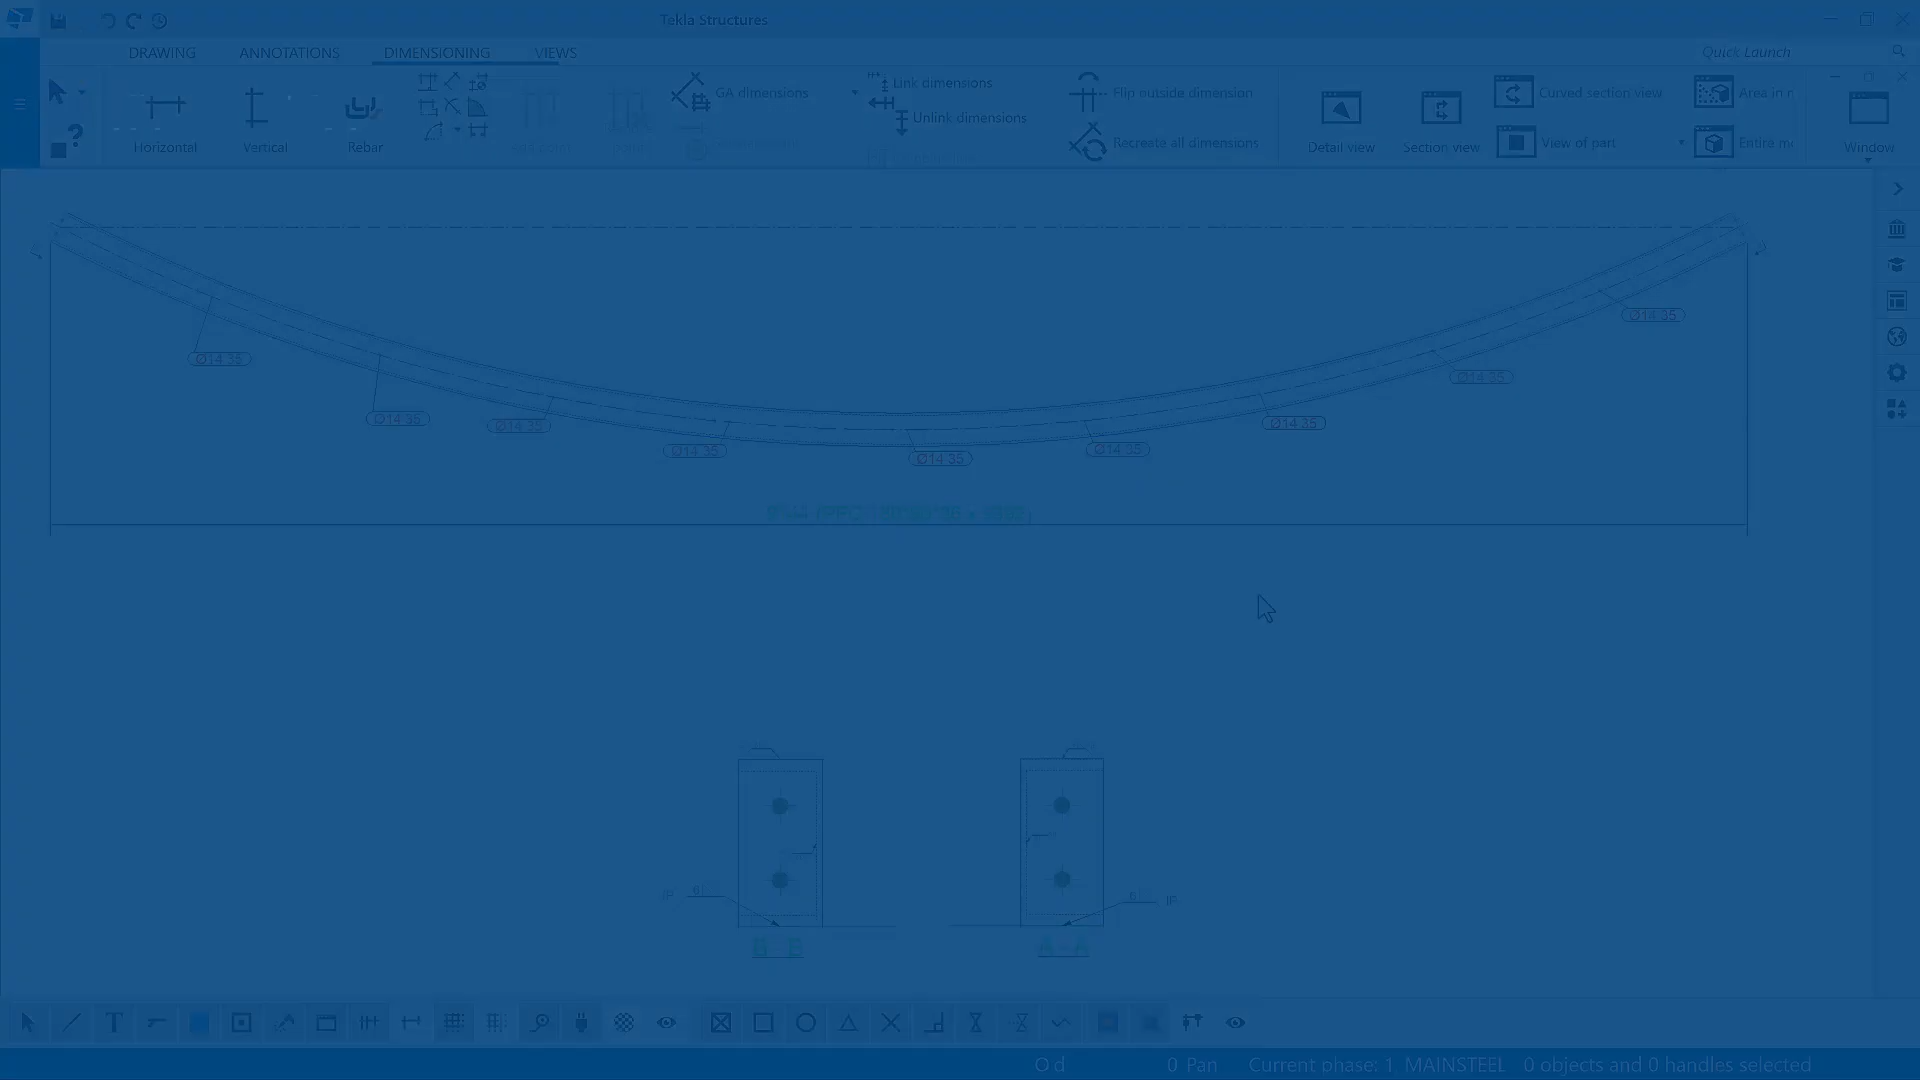 Tekla Structures
DRAWING ANNOTATIONS DIMENSIONING VIEWS
Quick Launch
GA dimensions
Link dimensions
Flip outside dimension
Curved section view
Unlink dimensions
Recreate all dimensions
View of part
Horizontal Vertical Rebar
Detail view Section view
Window
Ø14.35
Ø14.35
Ø14.35
Ø14.35
Ø14.35
Ø14.35
Ø14.35
Ø14.35
Ø14.35
6
6
B - B
A - A
0 Pan Current phase: 1, MAINSTEEL 0 objects and 0 handles selected